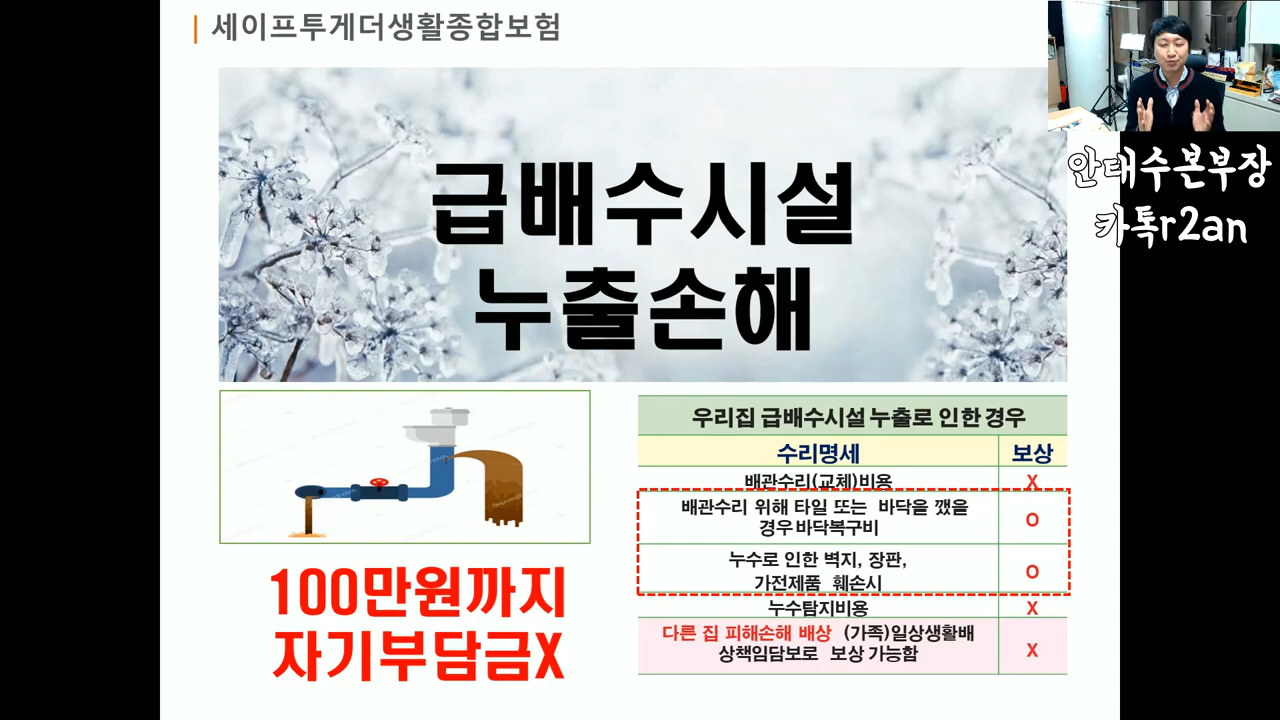 세이프투게더생활종합보험
급배수시설
누출손해
안태수본부장
카톡r2an
100만원까지
자기부담금X
우리집 급배수시설 누출로 인한 경우
수리명세 보상
배관수리(교체)비용 X
배관수리 위해 타일 또는 바닥을 깼을
경우 바닥복구비 O
누수로 인한 벽지, 장판,
가전제품 훼손시 O
누수탐지비용 X
다른 집 피해손해 배상 (가족)일상생활배
상책임담보로 보상 가능함 X